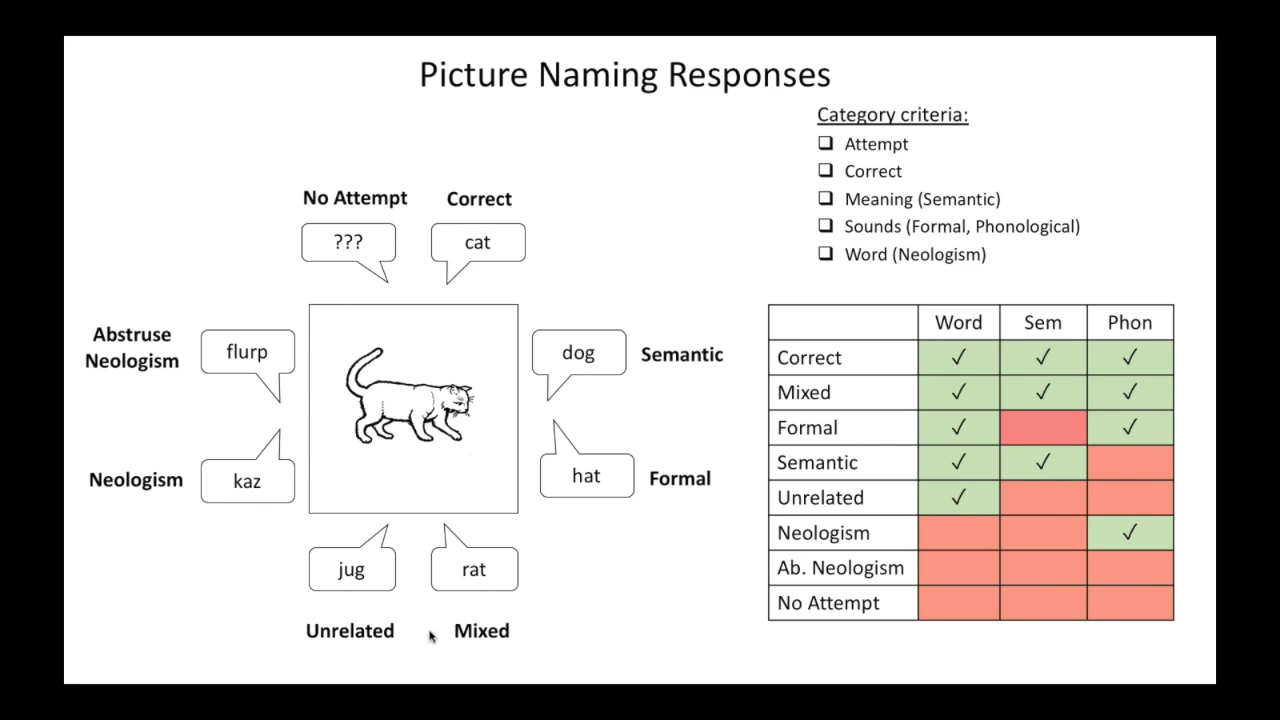 Picture Naming Responses
Category criteria:
❑ Attempt
❑ Correct
❑ Meaning (Semantic)
❑ Sounds (Formal, Phonological)
❑ Word (Neologism)
No Attempt
Correct
???
cat
Abstruse
Neologism
flurp
dog
Semantic
Neologism
kaz
hat
Formal
jug
rat
Unrelated
Mixed
Word Sem Phon
Correct ✓ ✓ ✓
Mixed ✓ ✓ ✓
Formal ✓ ✓
Semantic ✓ ✓
Unrelated ✓
Neologism ✓
Ab. Neologism
No Attempt